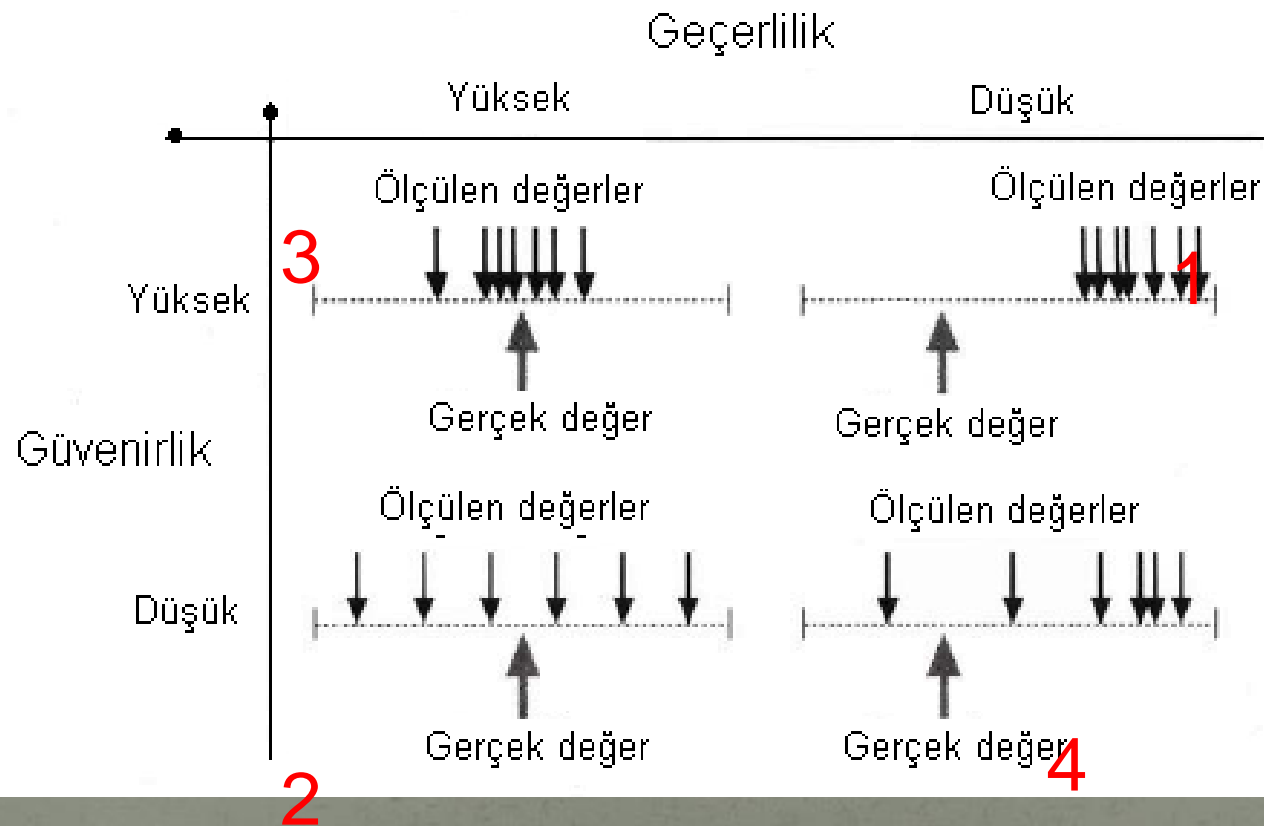 Geçerlilik
Yüksek Düşük
Ölçülen değerler Ölçülen değerler
3 1
Yüksek
Gerçek değer Gerçek değer
Güvenirlik
Ölçülen değerler Ölçülen değerler
Düşük
Gerçek değer Gerçek değer
4
2